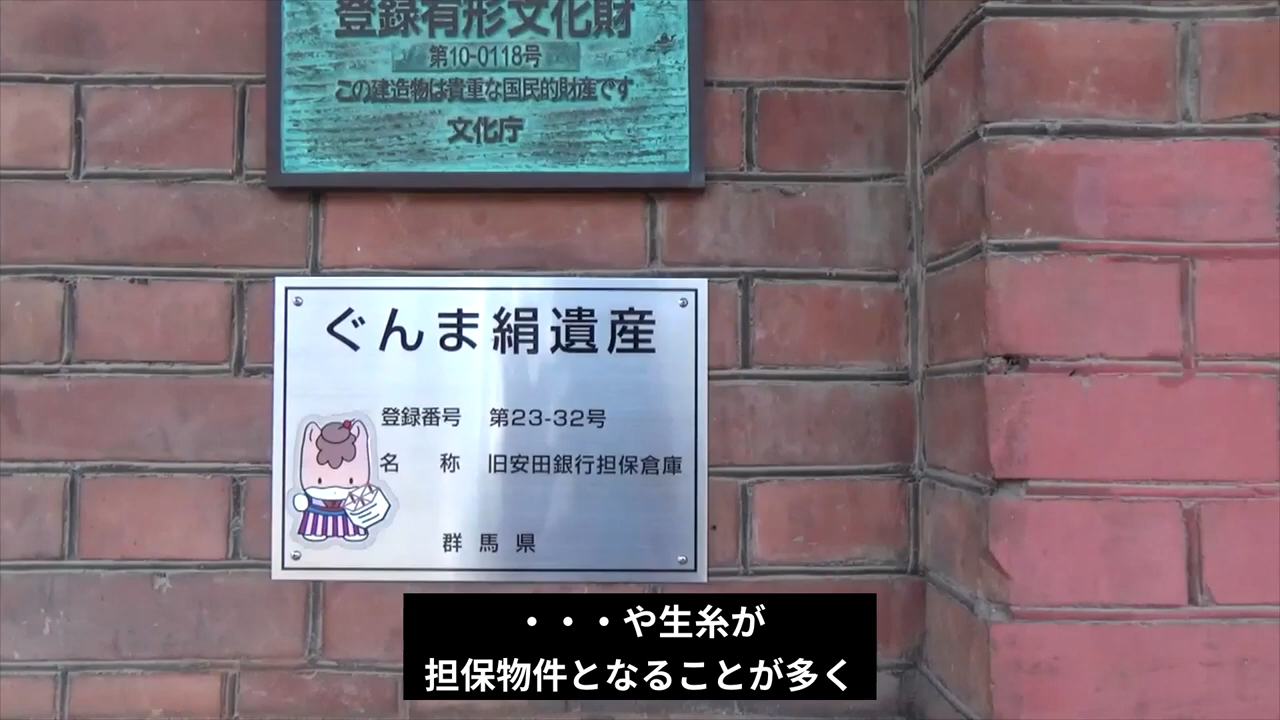 登録有形文化財
第10-0118号
この建造物は貴重な国民的財産です
文化庁
ぐんま絹遺産
登録番号 第23-32号
名 称 旧安田銀行担保倉庫
群 馬 県
・・・や生糸が
担保物件となることが多く